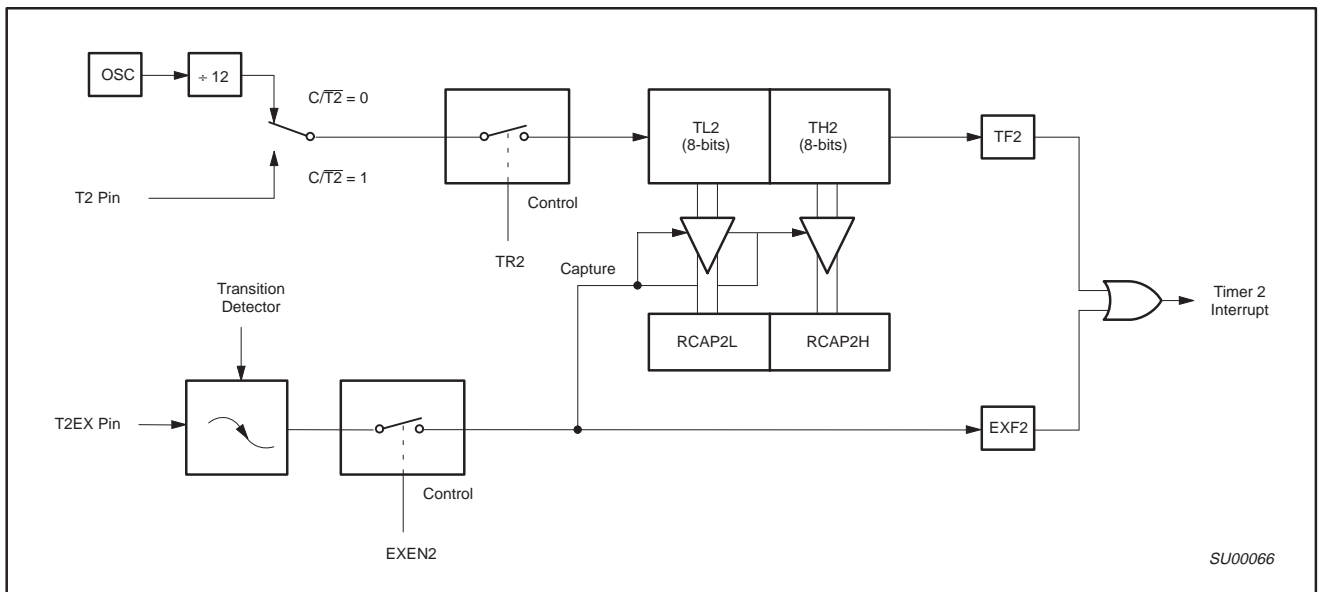 OSC
÷ 12
C/T2 = 0
TL2
(8-bits)
TH2
(8-bits)
TF2
C/T2 = 1
T2 Pin
Control
TR2
Capture
Transition
Detector
Timer 2
Interrupt
RCAP2L
RCAP2H
T2EX Pin
EXF2
Control
EXEN2
SU00066